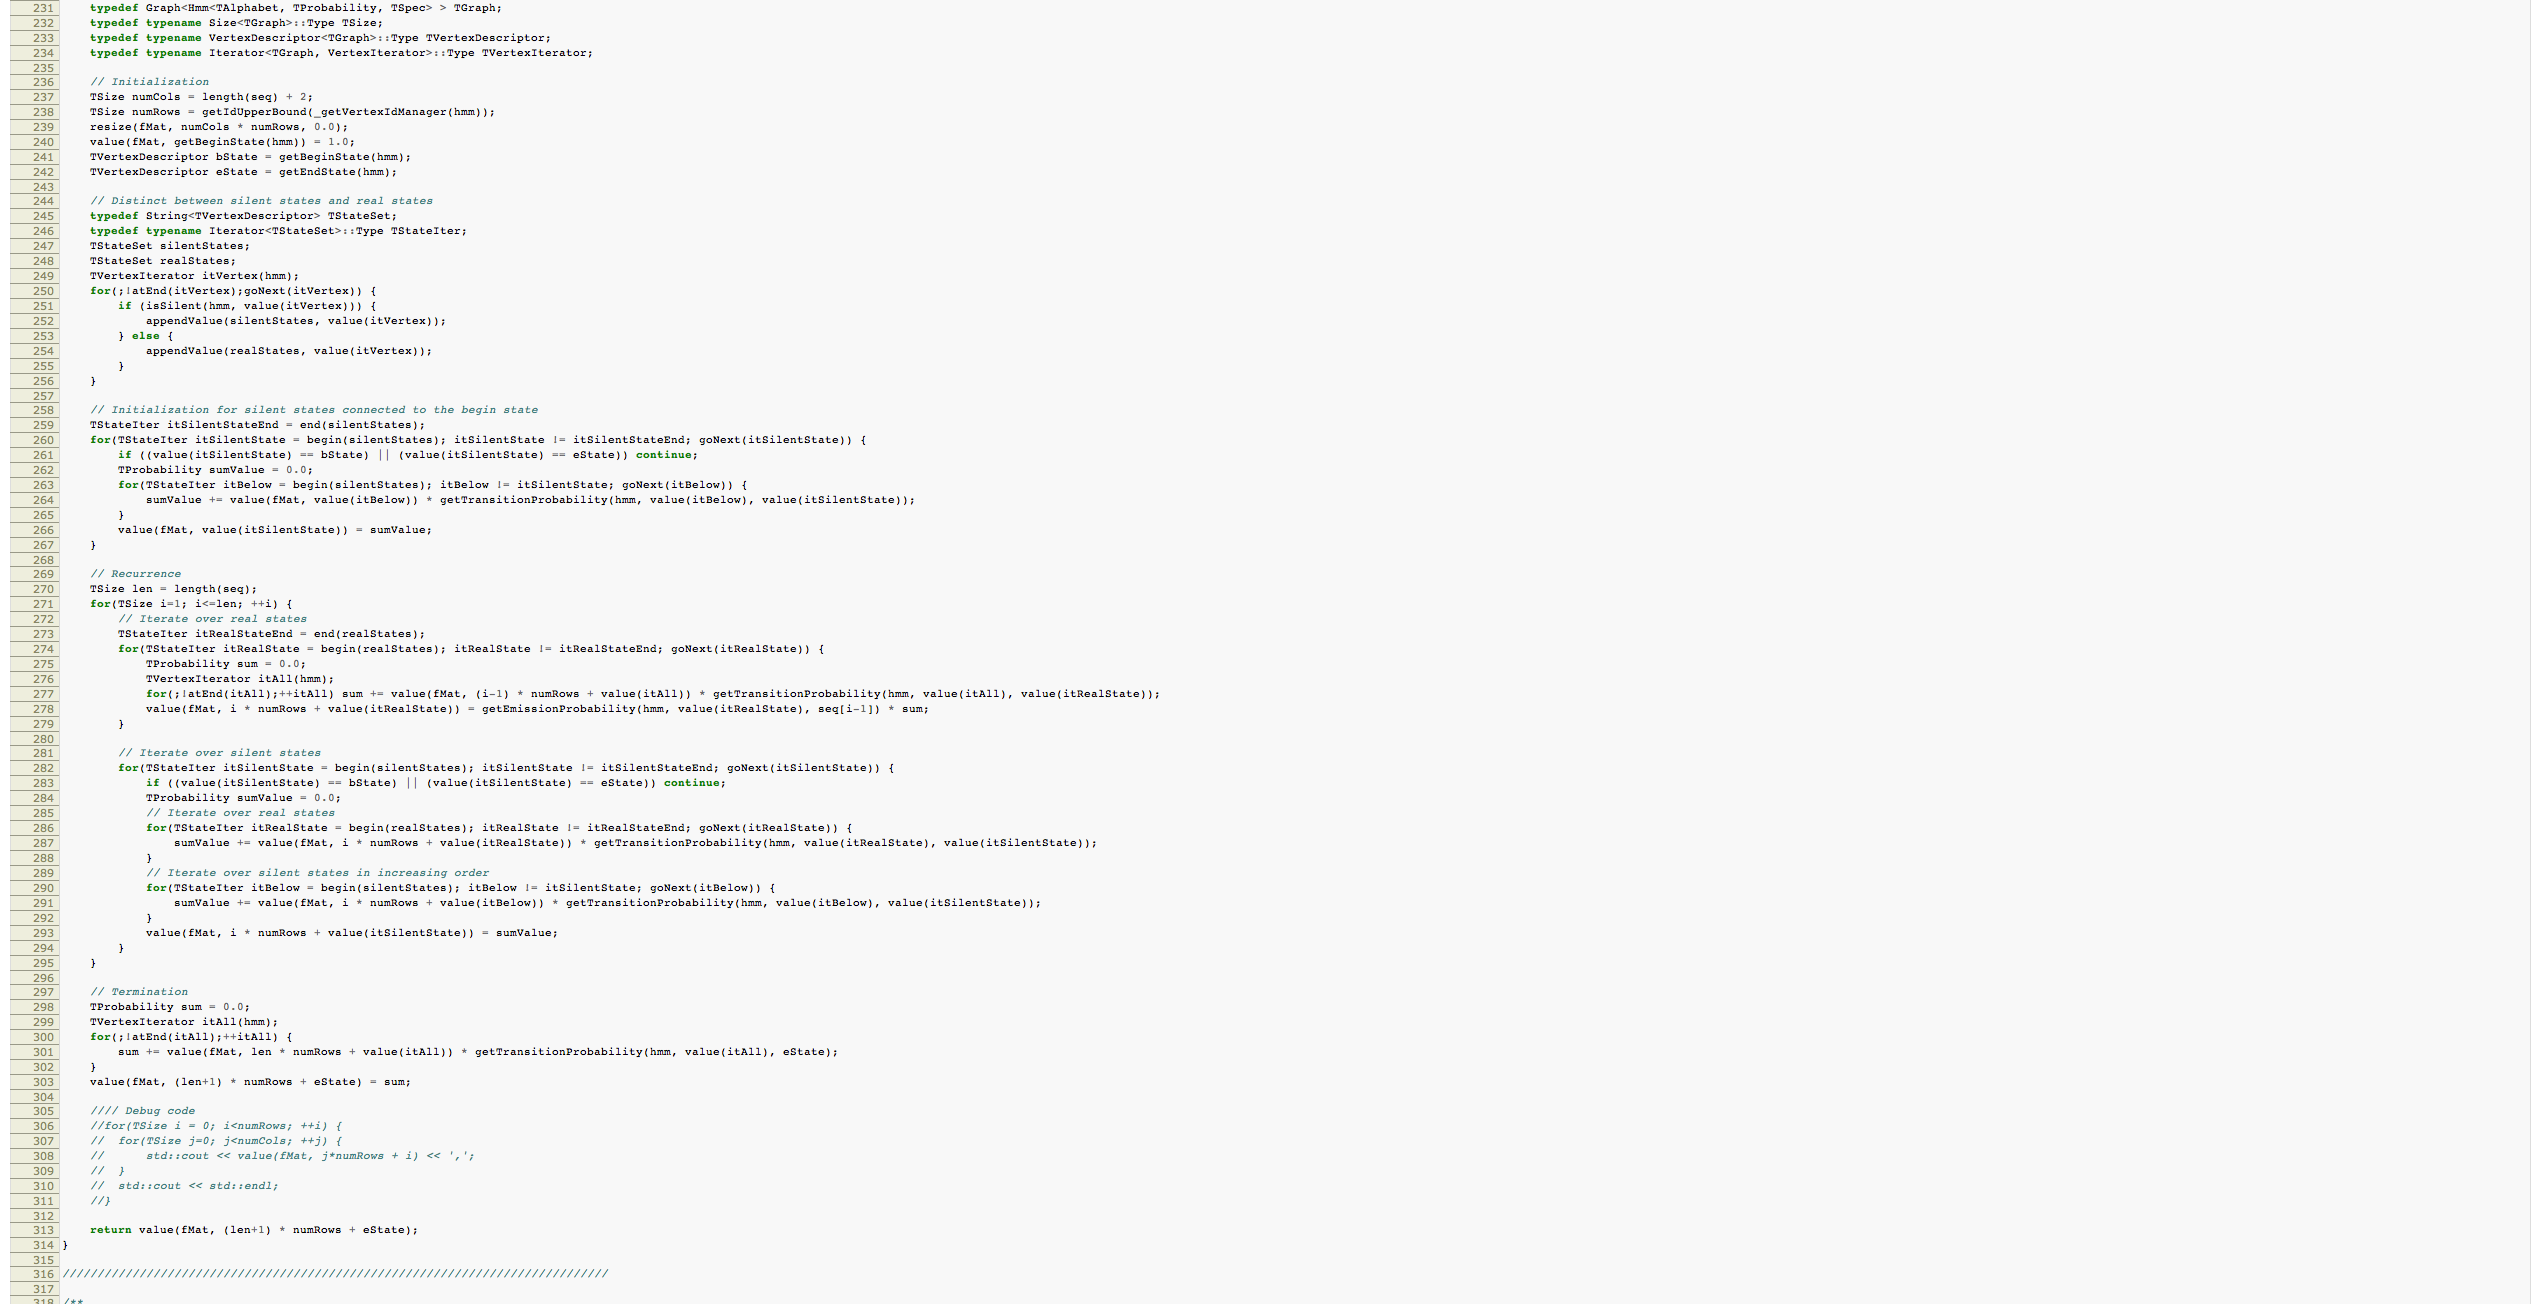 231 typedef Graph<Hmm<TAlphabet, TProbability, TSpec> > TGraph;
232 typedef typename Size<TGraph>::Type TSize;
233 typedef typename VertexDescriptor<TGraph>::Type TVertexDescriptor;
234 typedef typename Iterator<TGraph, VertexIterator>::Type TVertexIterator;
235
236 // Initialization
237 TSize numCols = length(seq) + 2;
238 TSize numRows = getIdUpperBound(_getVertexIdManager(hmm));
239 resize(fMat, numCols * numRows, 0.0);
240 value(fMat, getBeginState(hmm)) = 1.0;
241 TVertexDescriptor bState = getBeginState(hmm);
242 TVertexDescriptor eState = getEndState(hmm);
243
244 // Distinct between silent states and real states
245 typedef String<TVertexDescriptor> TStateSet;
246 typedef typename Iterator<TStateSet>::Type TStateIter;
247 TStateSet silentStates;
248 TStateSet realStates;
249 TVertexIterator itVertex(hmm);
250 for(;!atEnd(itVertex);goNext(itVertex)) {
251 if (isSilent(hmm, value(itVertex))) {
252 appendValue(silentStates, value(itVertex));
253 } else {
254 appendValue(realStates, value(itVertex));
255 }
256 }
257
258 // Initialization for silent states connected to the begin state
259 TStateIter itSilentStateEnd = end(silentStates);
260 for(TStateIter itSilentState = begin(silentStates); itSilentState != itSilentStateEnd; goNext(itSilentState)) {
261 if ((value(itSilentState) == bState) || (value(itSilentState) == eState)) continue;
262 TProbability sumValue = 0.0;
263 for(TStateIter itBelow = begin(silentStates); itBelow != itSilentState; goNext(itBelow)) {
264 sumValue += value(fMat, value(itBelow)) * getTransitionProbability(hmm, value(itBelow), value(itSilentState));
265 }
266 value(fMat, value(itSilentState)) = sumValue;
267 }
268
269 // Recurrence
270 TSize len = length(seq);
271 for(TSize i=1; i<=len; ++i) {
272 // Iterate over real states
273 TStateIter itRealStateEnd = end(realStates);
274 for(TStateIter itRealState = begin(realStates); itRealState != itRealStateEnd; goNext(itRealState)) {
275 TProbability sum = 0.0;
276 TVertexIterator itAll(hmm);
277 for(;!atEnd(itAll);++itAll) sum += value(fMat, (i-1) * numRows + value(itAll)) * getTransitionProbability(hmm, value(itAll), value(itRealState));
278 value(fMat, i * numRows + value(itRealState)) = getEmissionProbability(hmm, value(itRealState), seq[i-1]) * sum;
279 }
280
281 // Iterate over silent states
282 for(TStateIter itSilentState = begin(silentStates); itSilentState != itSilentStateEnd; goNext(itSilentState)) {
283 if ((value(itSilentState) == bState) || (value(itSilentState) == eState)) continue;
284 TProbability sumValue = 0.0;
285 // Iterate over real states
286 for(TStateIter itRealState = begin(realStates); itRealState != itRealStateEnd; goNext(itRealState)) {
287 sumValue += value(fMat, i * numRows + value(itRealState)) * getTransitionProbability(hmm, value(itRealState), value(itSilentState));
288 }
289 // Iterate over silent states in increasing order
290 for(TStateIter itBelow = begin(silentStates); itBelow != itSilentState; goNext(itBelow)) {
291 sumValue += value(fMat, i * numRows + value(itBelow)) * getTransitionProbability(hmm, value(itBelow), value(itSilentState));
292 }
293 value(fMat, i * numRows + value(itSilentState)) = sumValue;
294 }
295 }
296
297 // Termination
298 TProbability sum = 0.0;
299 TVertexIterator itAll(hmm);
300 for(;!atEnd(itAll);++itAll) {
301 sum += value(fMat, len * numRows + value(itAll)) * getTransitionProbability(hmm, value(itAll), eState);
302 }
303 value(fMat, (len+1) * numRows + eState) = sum;
304
305 //// Debug code
306 //for(TSize i = 0; i<numRows; ++i) {
307 // for(TSize j=0; j<numCols; ++j) {
308 // std::cout << value(fMat, j*numRows + i) << ',';
309 // }
310 // std::cout << std::endl;
311 //}
312
313 return value(fMat, (len+1) * numRows + eState);
314 }
315
316 //////////////////////////////////////////////////////////////////////////////
317
318 /**